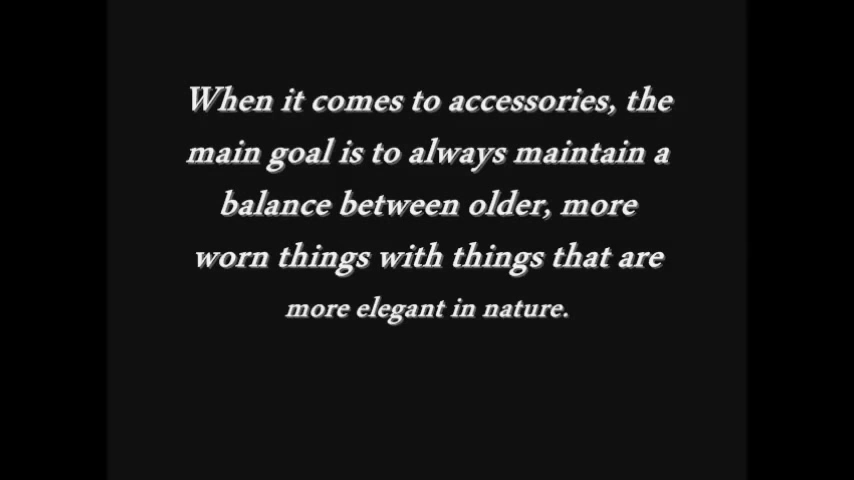 When it comes to accessories, the
main goal is to always maintain a
balance between older, more
worn things with things that are
more elegant in nature.